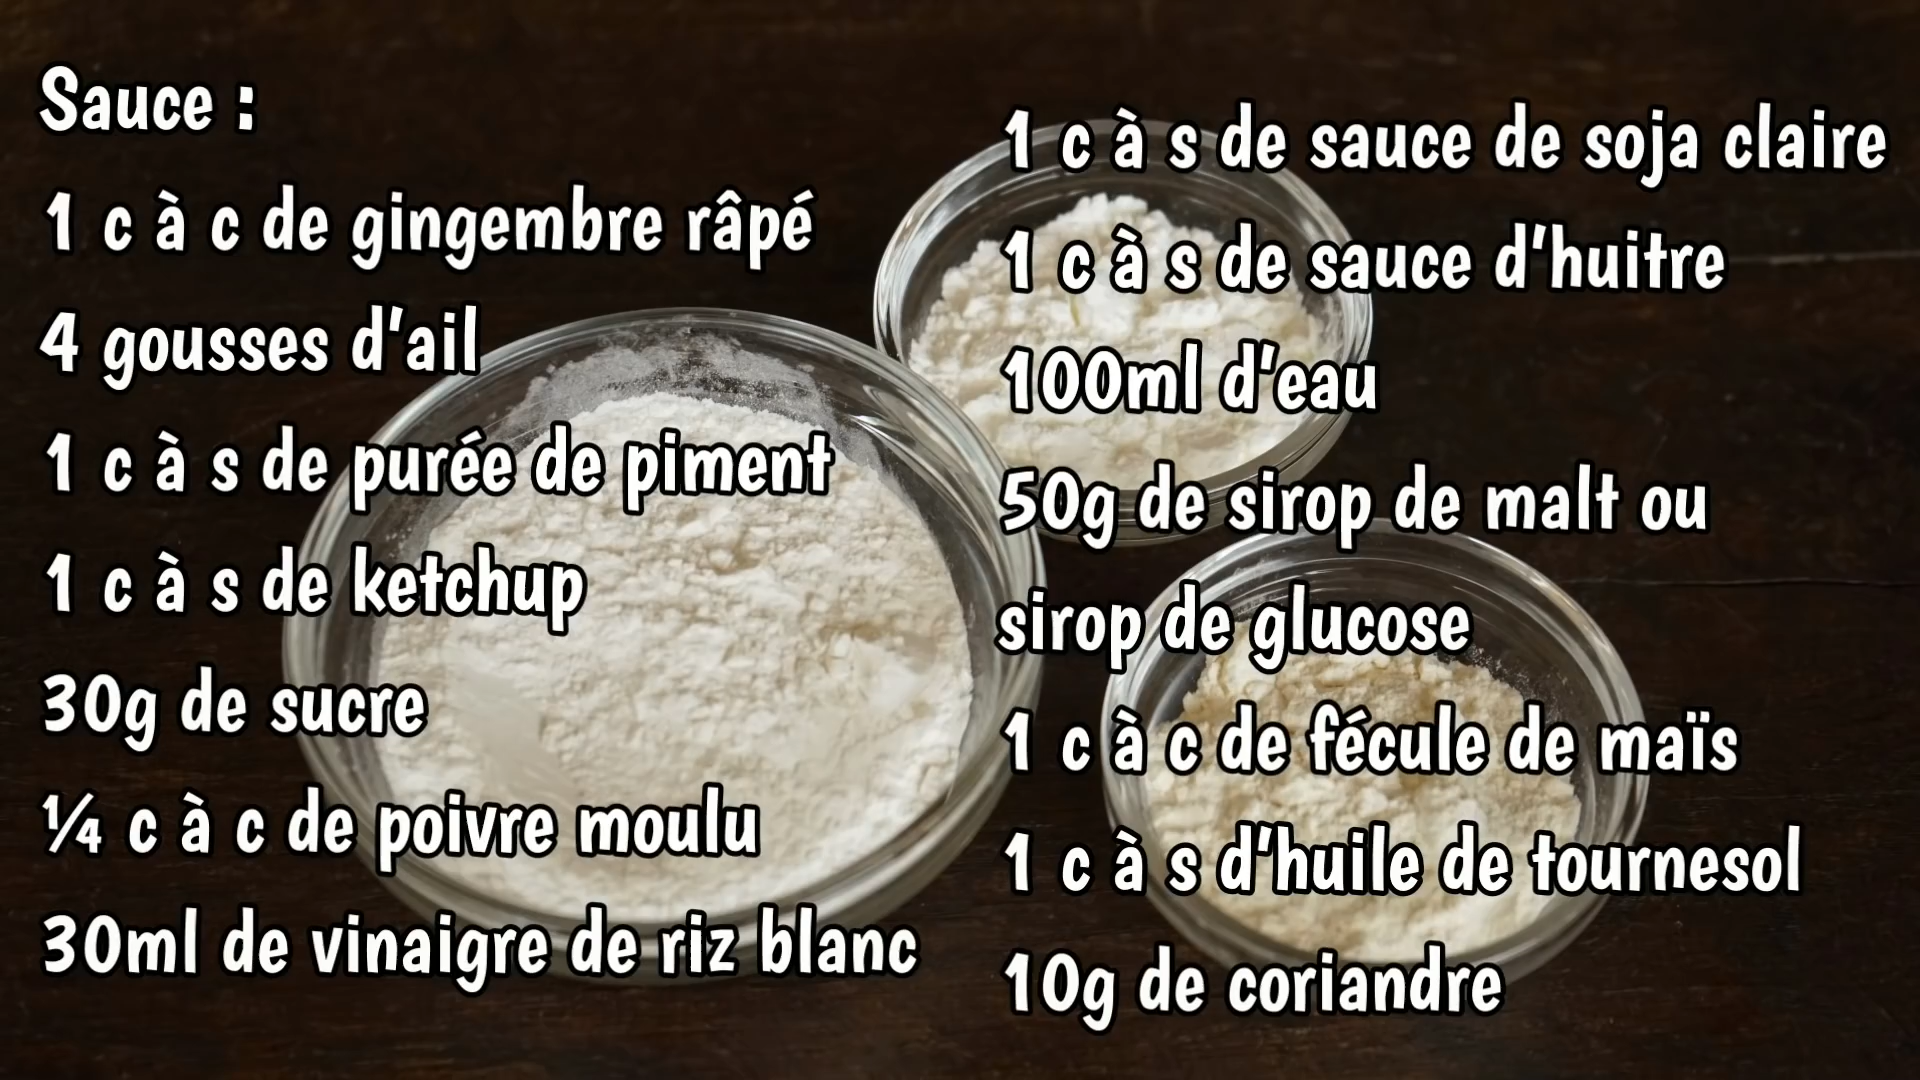 Sauce :
1 c à c de gingembre râpé
4 gousses d'ail
1 c à s de purée de piment
1 c à s de ketchup
30g de sucre
¼ c à c de poivre moulu
30ml de vinaigre de riz blanc
1 c à s de sauce de soja claire
1 c à s de sauce d'huitre
100ml d'eau
50g de sirop de malt ou
sirop de glucose
1 c à c de fécule de maïs
1 c à s d'huile de tournesol
10g de coriandre